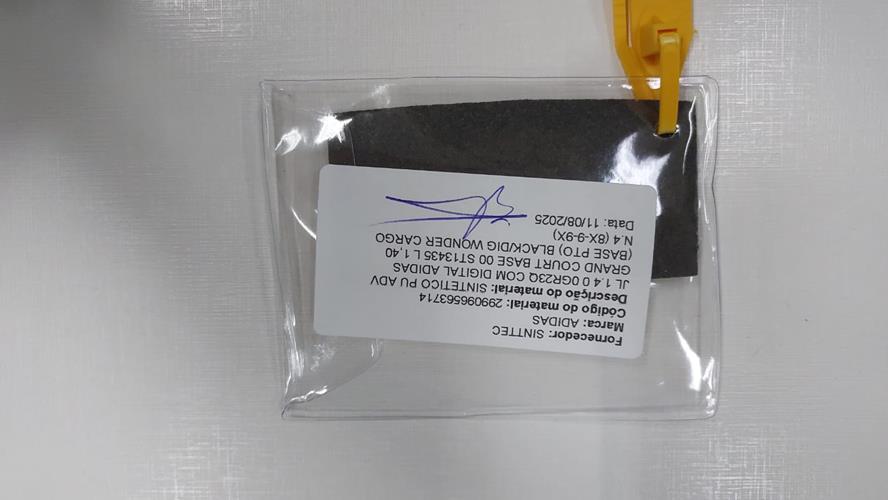 Fornecedor: SINTTEC
Marca: ADIDAS
Código do material: 299096563714
Descrição do material: SINTETICO PU ADV
JL 1.4 0 0GR23Q COM DIGITAL ADIDAS
GRAND COURT BASE 00 ST13435 L 1,40
(BASE PTO) BLACK/DIG WONDER CARGO
N.4 (8X-9-9X)
Data: 11/08/2025